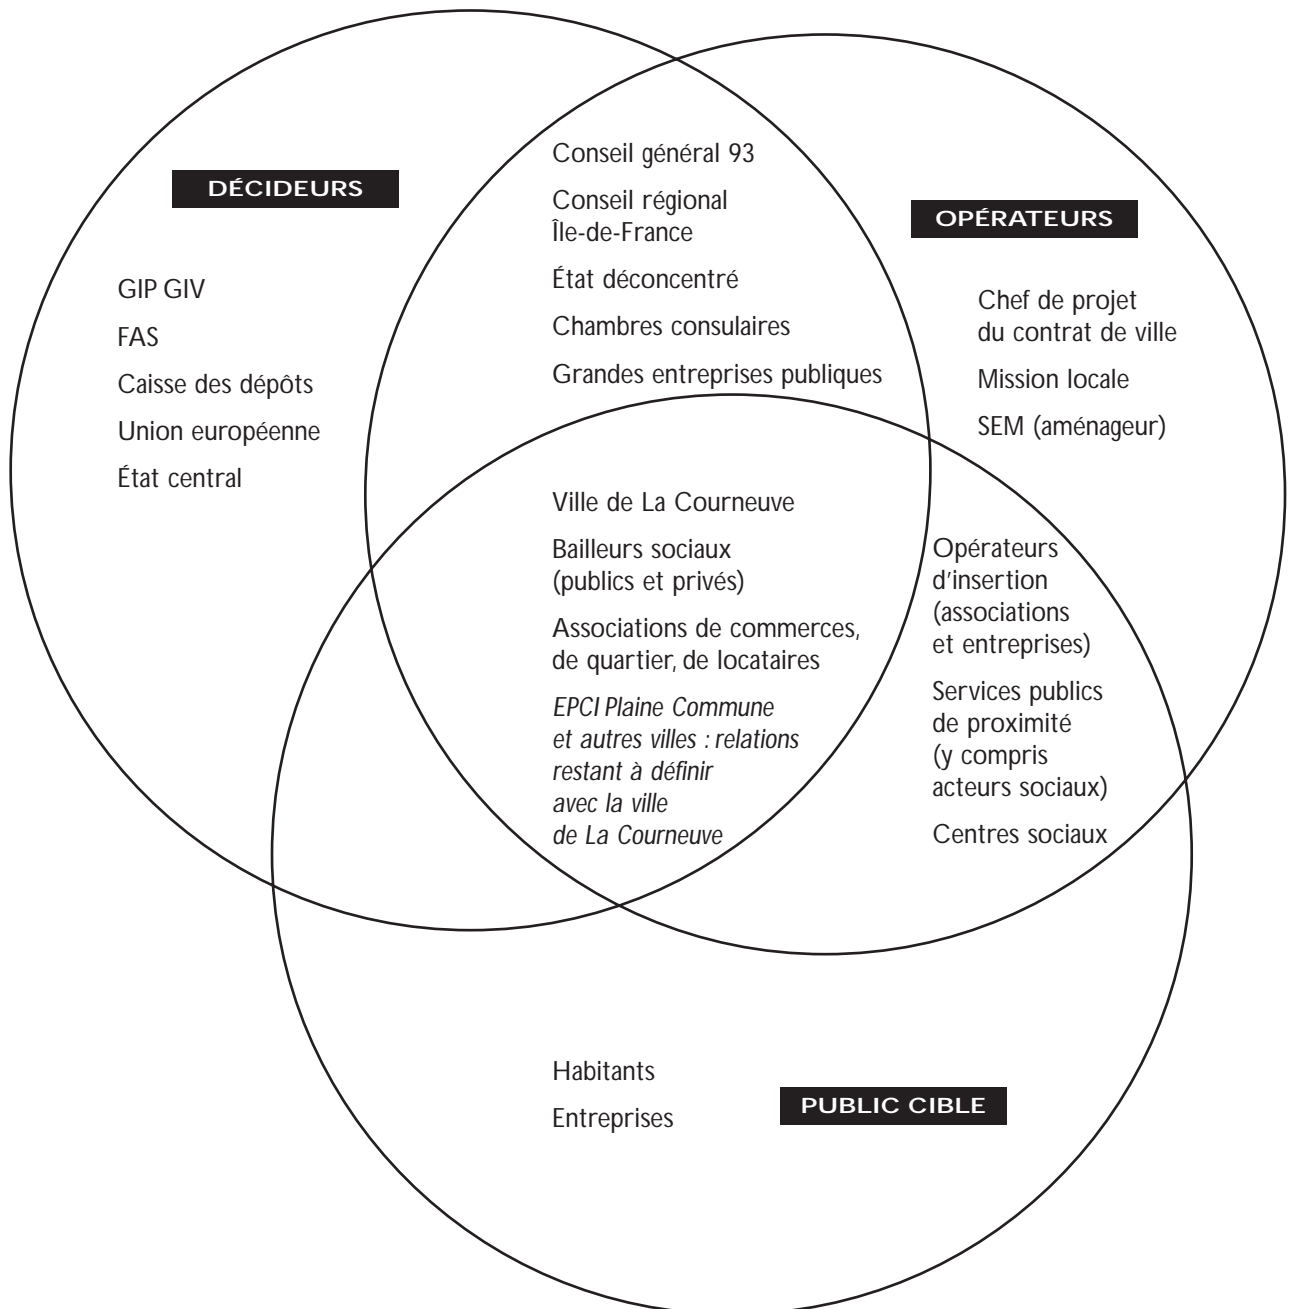 DÉCIDEURS
GIP GIV
FAS
Caisse des dépôts
Union européenne
État central
Conseil général 93
Conseil régional
Île-de-France
État déconcentré
Chambres consulaires
Grandes entreprises publiques
OPÉRATEURS
Chef de projet
du contrat de ville
Mission locale
SEM (aménageur)
Ville de La Courneuve
Bailleurs sociaux
(publics et privés)
Associations de commerces,
de quartier, de locataires
EPCI Plaine Commune
et autres villes : relations
restant à définir
avec la ville
de La Courneuve
Opérateurs
d'insertion
(associations
et entreprises)
Services publics
de proximité
(y compris
acteurs sociaux)
Centres sociaux
Habitants
Entreprises
PUBLIC CIBLE